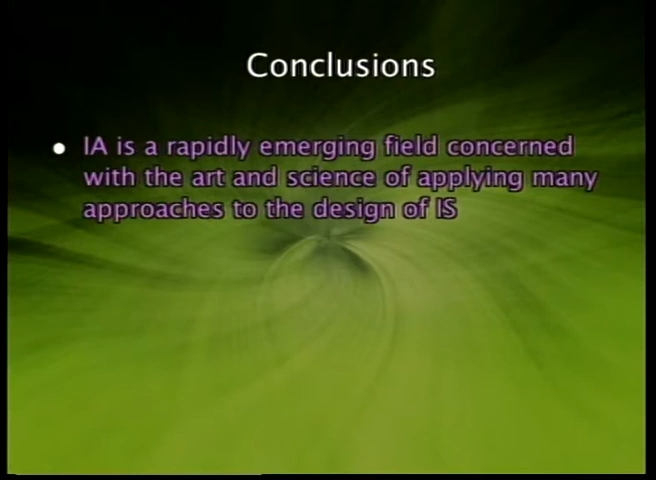 Conclusions
• IA is a rapidly emerging field concerned
with the art and science of applying many
approaches to the design of IS